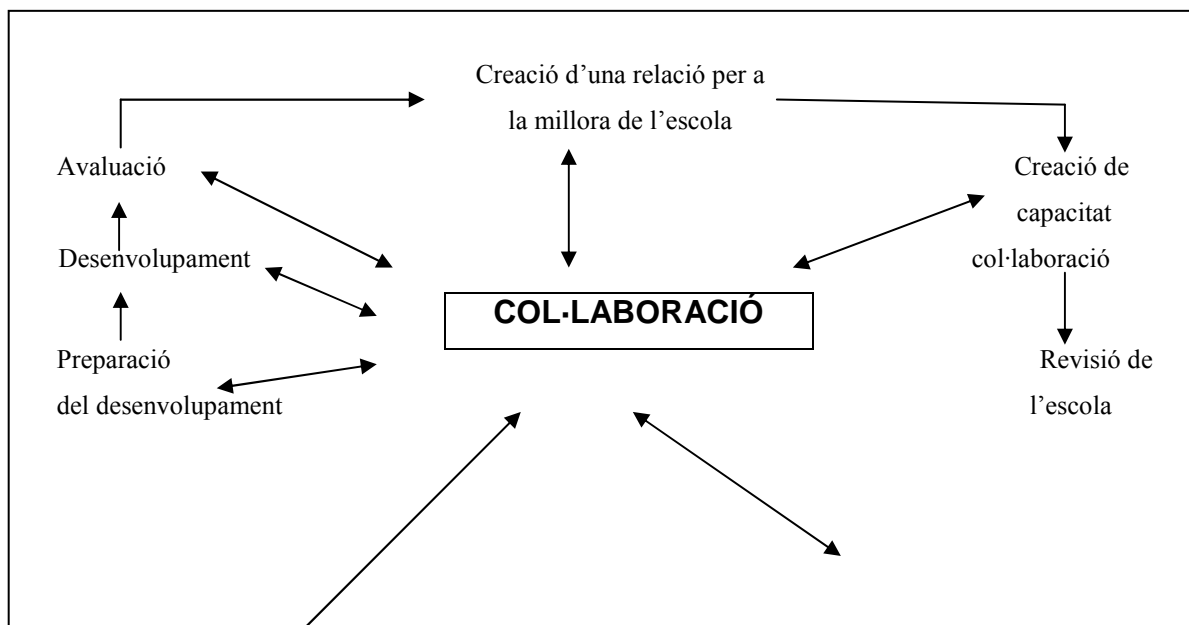 Creació d’una relació per a
la millora de l’escola
Avaluació
Creació de
capacitat
col·laboració
Desenvolupament
COL·LABORACIÓ
Preparació
del desenvolupament
Revisió de
l’escola